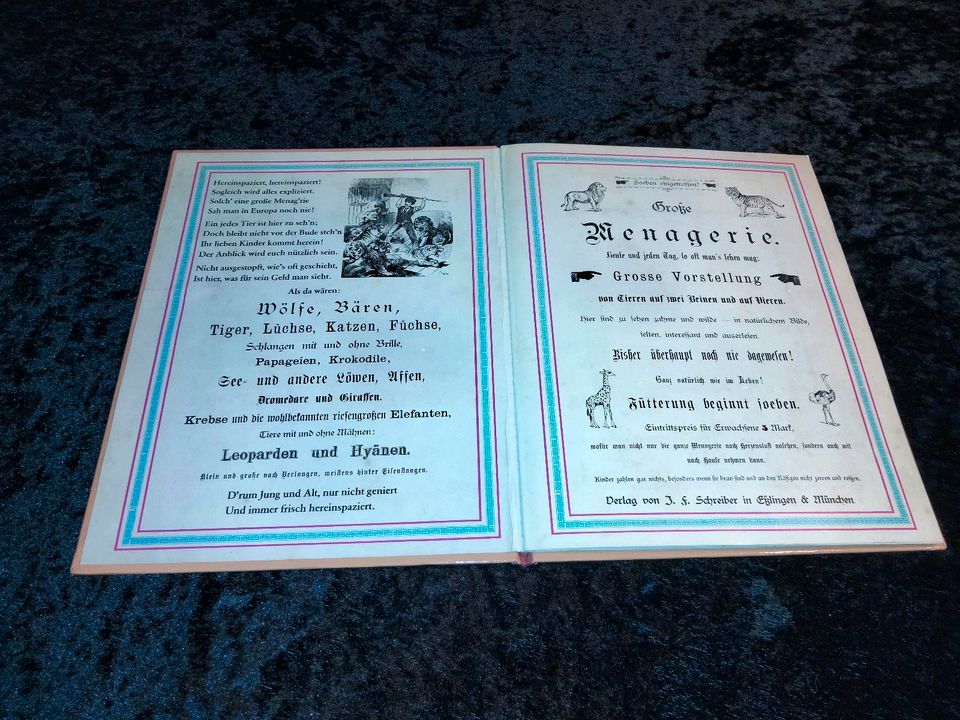 Hereinspaziert, hereinspaziert!
Sogleich wird alles expliziert.
Solch' eine große Menag'rie
Sah man in Europa noch nie!
Ein jedes Tier ist hier zu seh'n;
Doch bleibt nicht vor der Bude steh'n
Ihr lieben Kinder kommt herein!
Der Anblick wird euch nützlich sein.
Nicht ausgestopft, wie's oft geschieht,
Ist hier, was für sein Geld man sieht.
Als da wären:
Wölfe, Bären,
Tiger, Lüchse, Katzen, Füchse,
Schlangen mit und ohne Brille,
Papageien, Krokodile,
See- und andere Löwen, Affen,
Dromedare und Giraffen.
Krebse und die wohlbekannten riesengroßen Elefanten,
Tiere mit und ohne Mähnen:
Leoparden und Hyänen.
Klein und große nach Verlangen, meistens hinter Eisenstangen.
D'rum Jung und Alt, nur nicht geniert
Und immer frisch hereinspaziert.
Soeben eingetroffen!
Große
Menagerie.
Heute und jeden Tag, so oft man's sehen mag:
Grosse Vorstellung
von Tieren auf zwei Beinen und auf Vieren.
Hier sind zu sehen zahme und wilde — in natürlichem Bilde,
selten, interessant und auserlesen.
Bisher überhaupt noch nie dagewesen!
Ganz natürlich wie im Leben!
Fütterung beginnt soeben.
Eintrittspreis für Erwachsene 5 Mark,
wofür man nicht nur die ganze Menagerie nach Herzenslust ansehen, sondern auch mit
nach Hause nehmen kann.
Kinder zahlen gar nichts, besonders wenn sie brav sind und an den Käfigen nicht zerren und reißen.
Verlag von J. F. Schreiber in Eßlingen & München